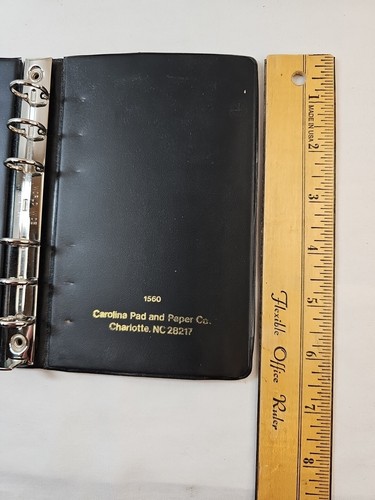 1560
Carolina Pad and Paper Co.
Charlotte, NC 28217
1
MADE IN USA
2
3
4
5
6
7
8
Flexible Office Ruler